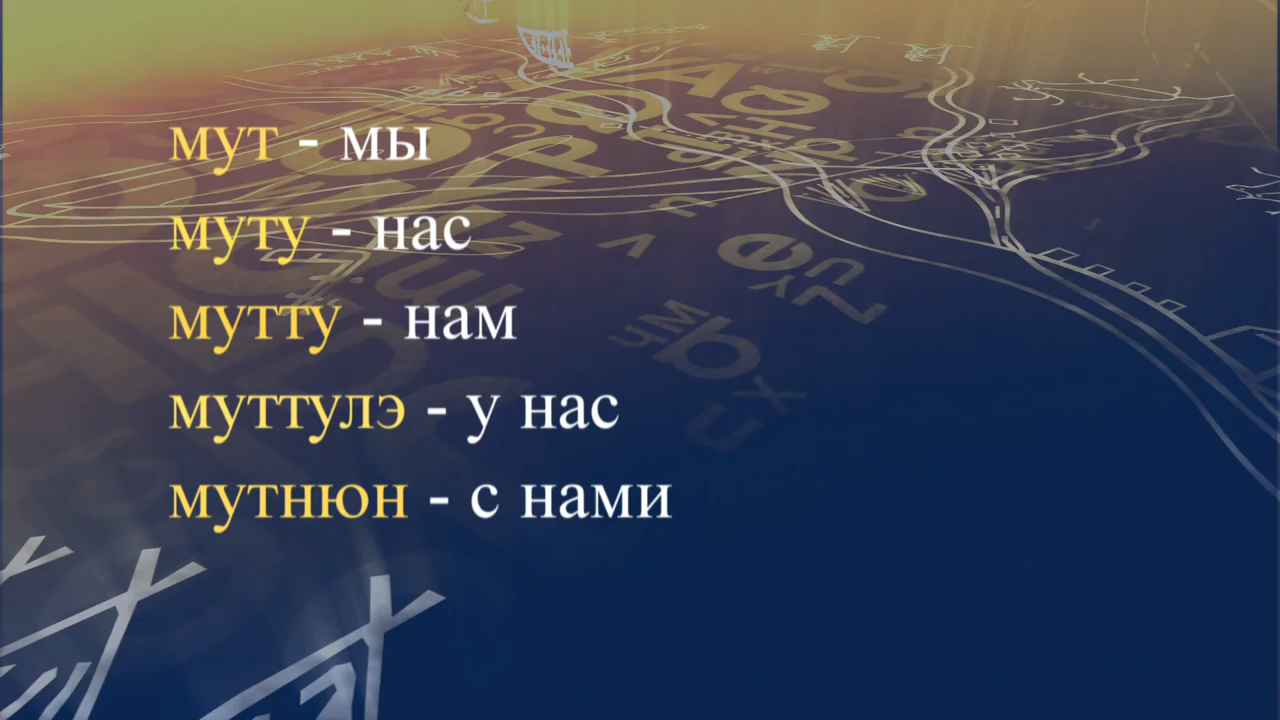 мут - мы
муту - нас
мутту - нам
муттулэ - у нас
мутнюн - с нами